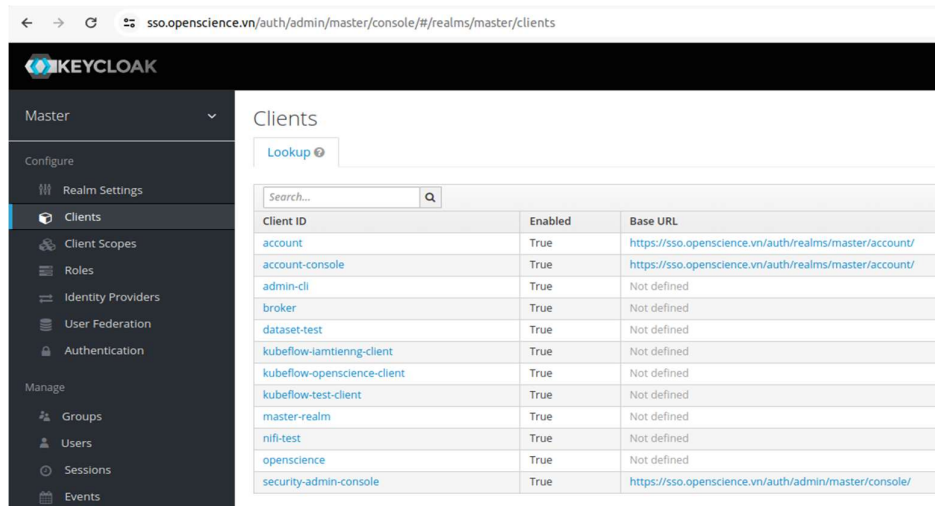 sso.openscience.vn/auth/admin/master/console/#/realms/master/clients
KEYCLOAK
Master
Configure
Realm Settings
Clients
Client Scopes
Roles
Identity Providers
User Federation
Authentication
Manage
Groups
Users
Sessions
Events
Clients
Lookup
Search...
Client ID Enabled Base URL
account True https://sso.openscience.vn/auth/realms/master/account/
account-console True https://sso.openscience.vn/auth/realms/master/account/
admin-cli True Not defined
broker True Not defined
dataset-test True Not defined
kubeflow-iamtienng-client True Not defined
kubeflow-openscience-client True Not defined
kubeflow-test-client True Not defined
master-realm True Not defined
nifi-test True Not defined
openscience True Not defined
security-admin-console True https://sso.openscience.vn/auth/admin/master/console/